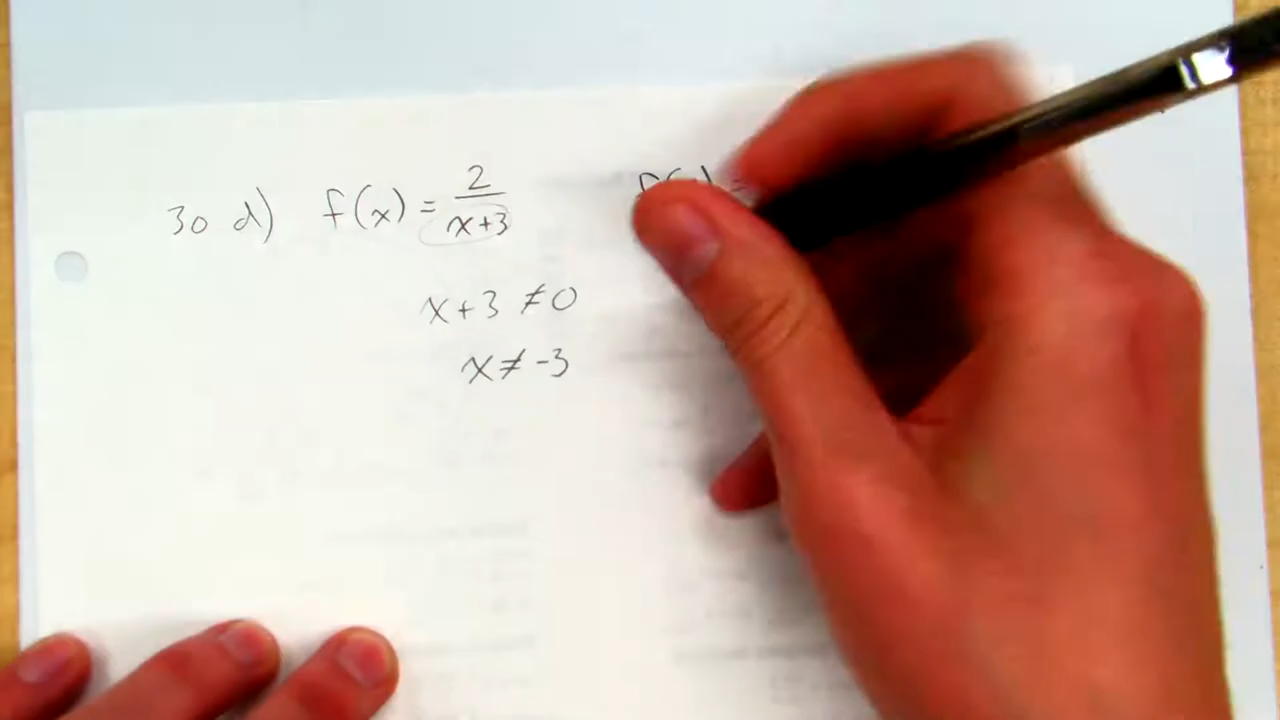 30 d) f(x) = 2/(x+3) f(x) =
x+3 ≠ 0
x ≠ -3